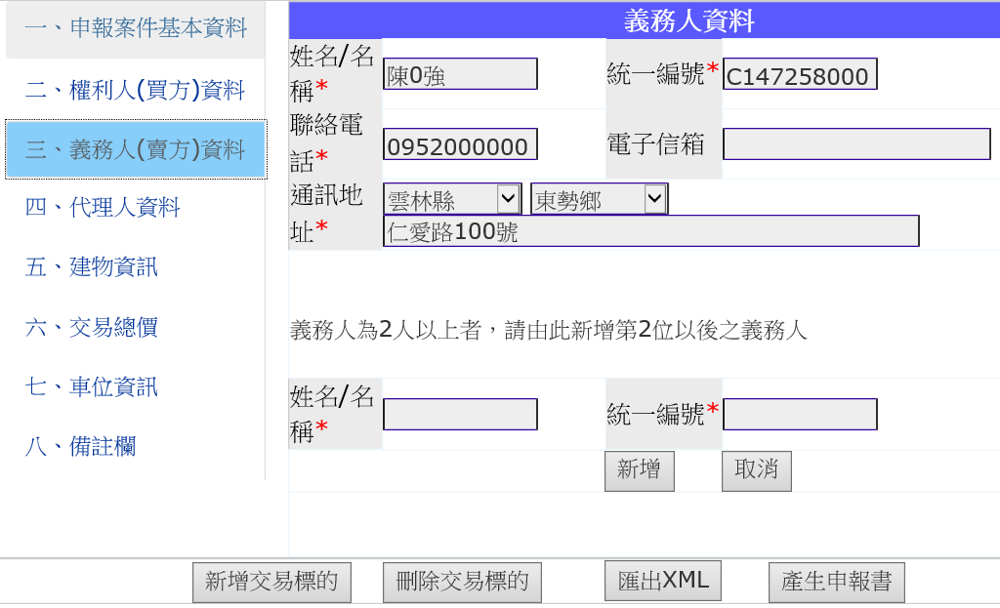 一、申報案件基本資料
二、權利人(買方)資料
三、義務人(賣方)資料
四、代理人資料
五、建物資訊
六、交易總價
七、車位資訊
八、備註欄
義務人資料
姓名/名稱* 陳0強 統一編號* C147258000
聯絡電話* 0952000000 電子信箱
通訊地址* 雲林縣 東勢鄉
仁愛路100號
義務人為2人以上者，請由此新增第2位以後之義務人
姓名/名稱* 統一編號*
新增 取消
新增交易標的 刪除交易標的 匯出XML 產生申報書